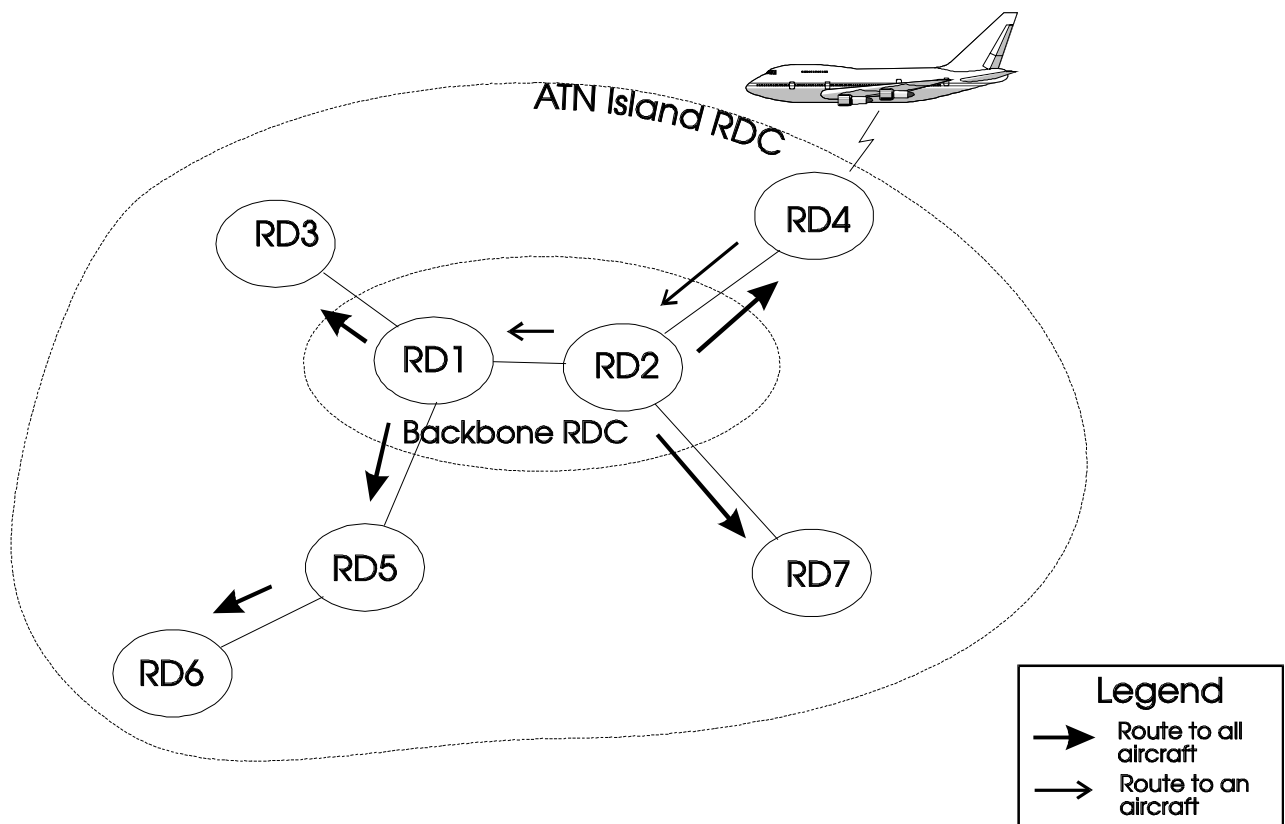 ATN Island RDC
RD4
RD3
RD1
RD2
Backbone RDC
RD5
RD7
RD6
Legend
Route to all
aircraft
Route to an
aircraft